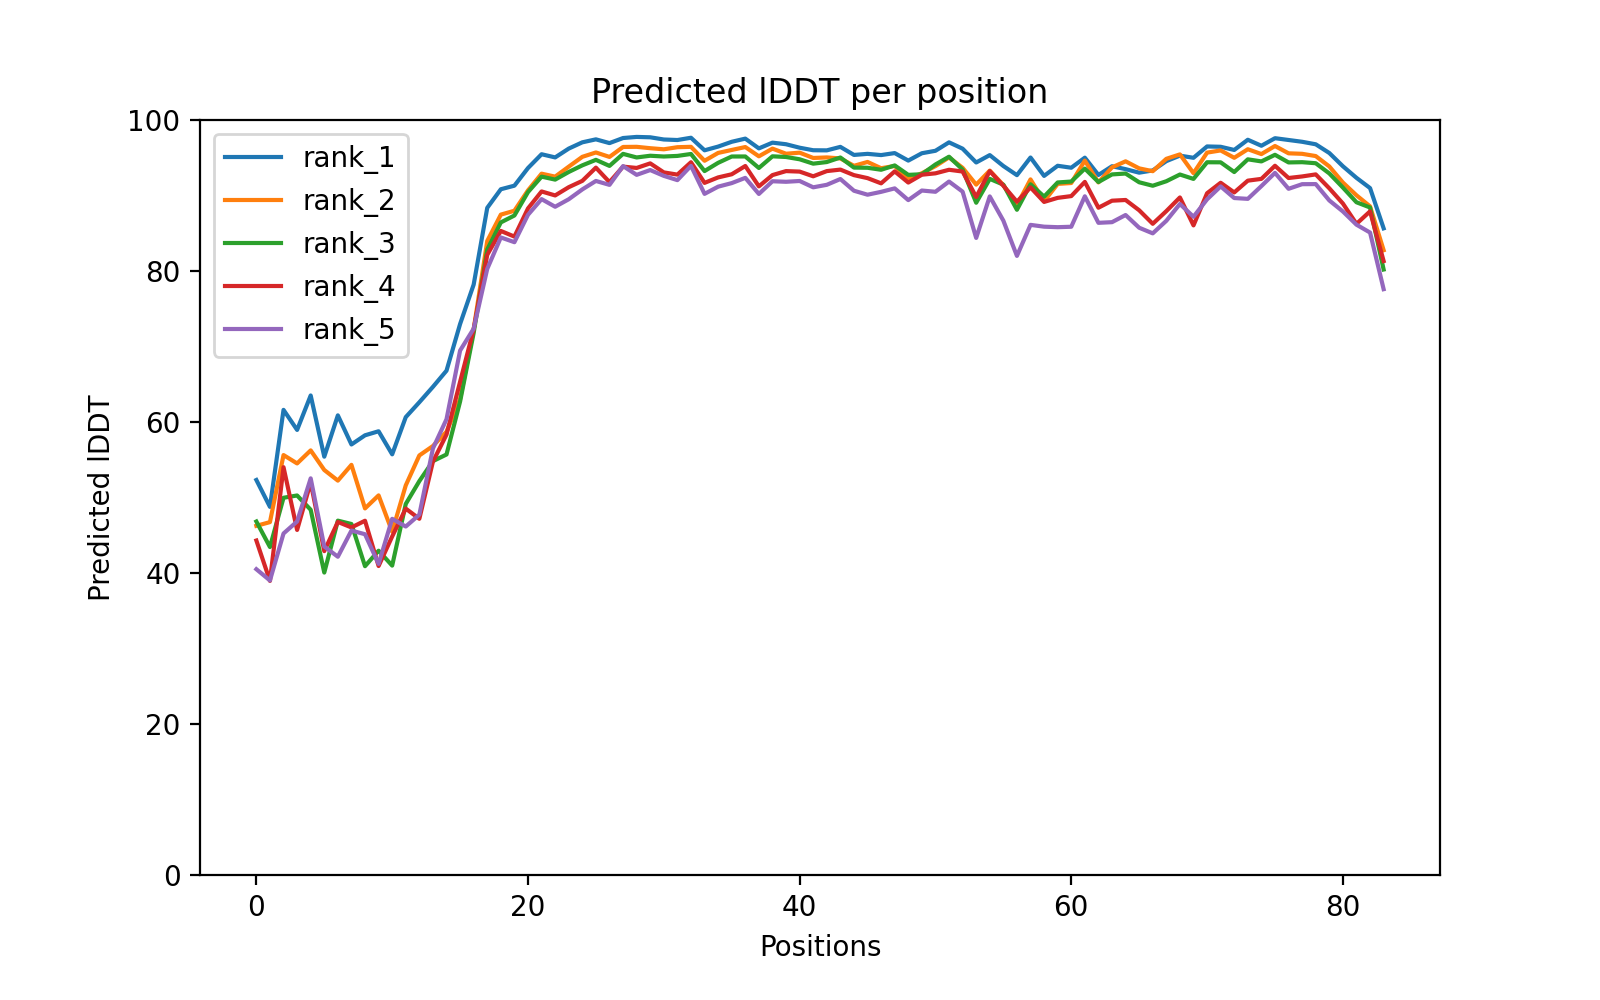 Predicted lDDT per position
100
80
60
40
20
0
Predicted lDDT
rank_1
rank_2
rank_3
rank_4
rank_5
0 20 40 60 80
Positions